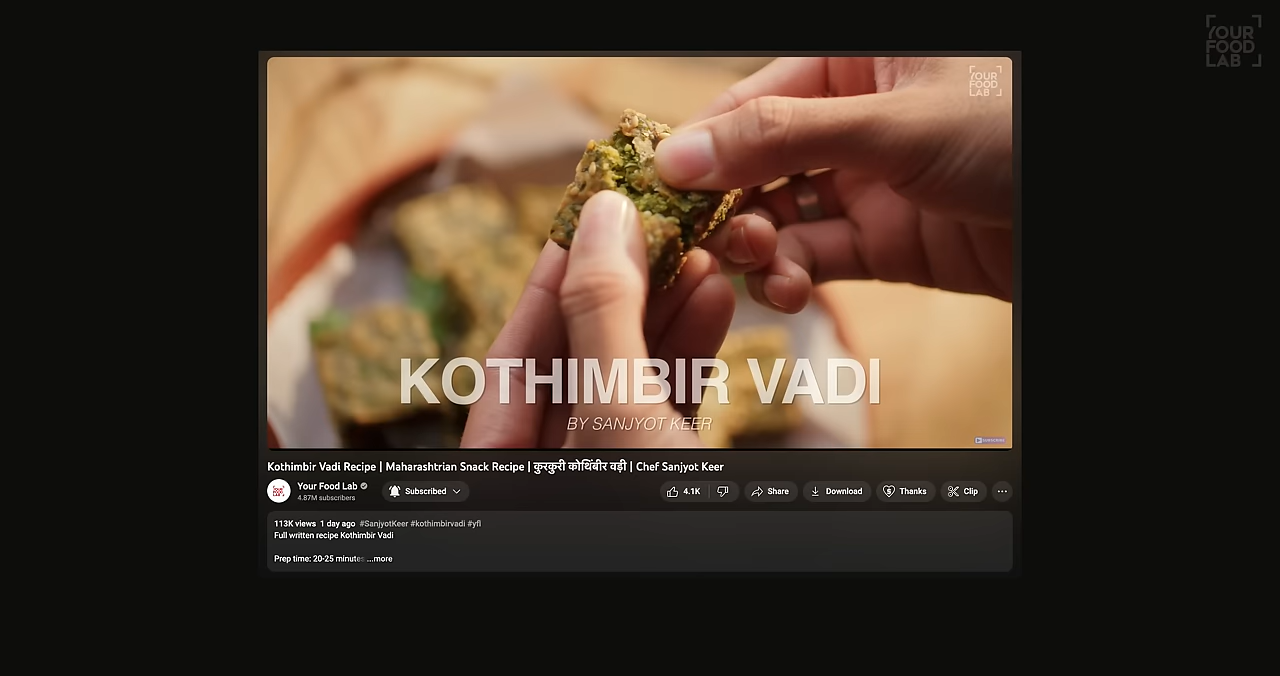 YOUR
FOOD
LAB
YOUR
FOOD
LAB
KOTHIMBIR VADI
BY SANJYOT KEER
SUBSCRIBE
Kothimbir Vadi Recipe | Maharashtrian Snack Recipe | कुरकुरी कोथिंबीर वड़ी | Chef Sanjyot Keer
Your Food Lab
4.87M subscribers
Subscribed
4.1K
Share
Download
Thanks
Clip
113K views 1 day ago #SanjyotKeer #kothimbirvadi #yfl
Full written recipe Kothimbir Vadi
Prep time: 20-25 minutes ...more